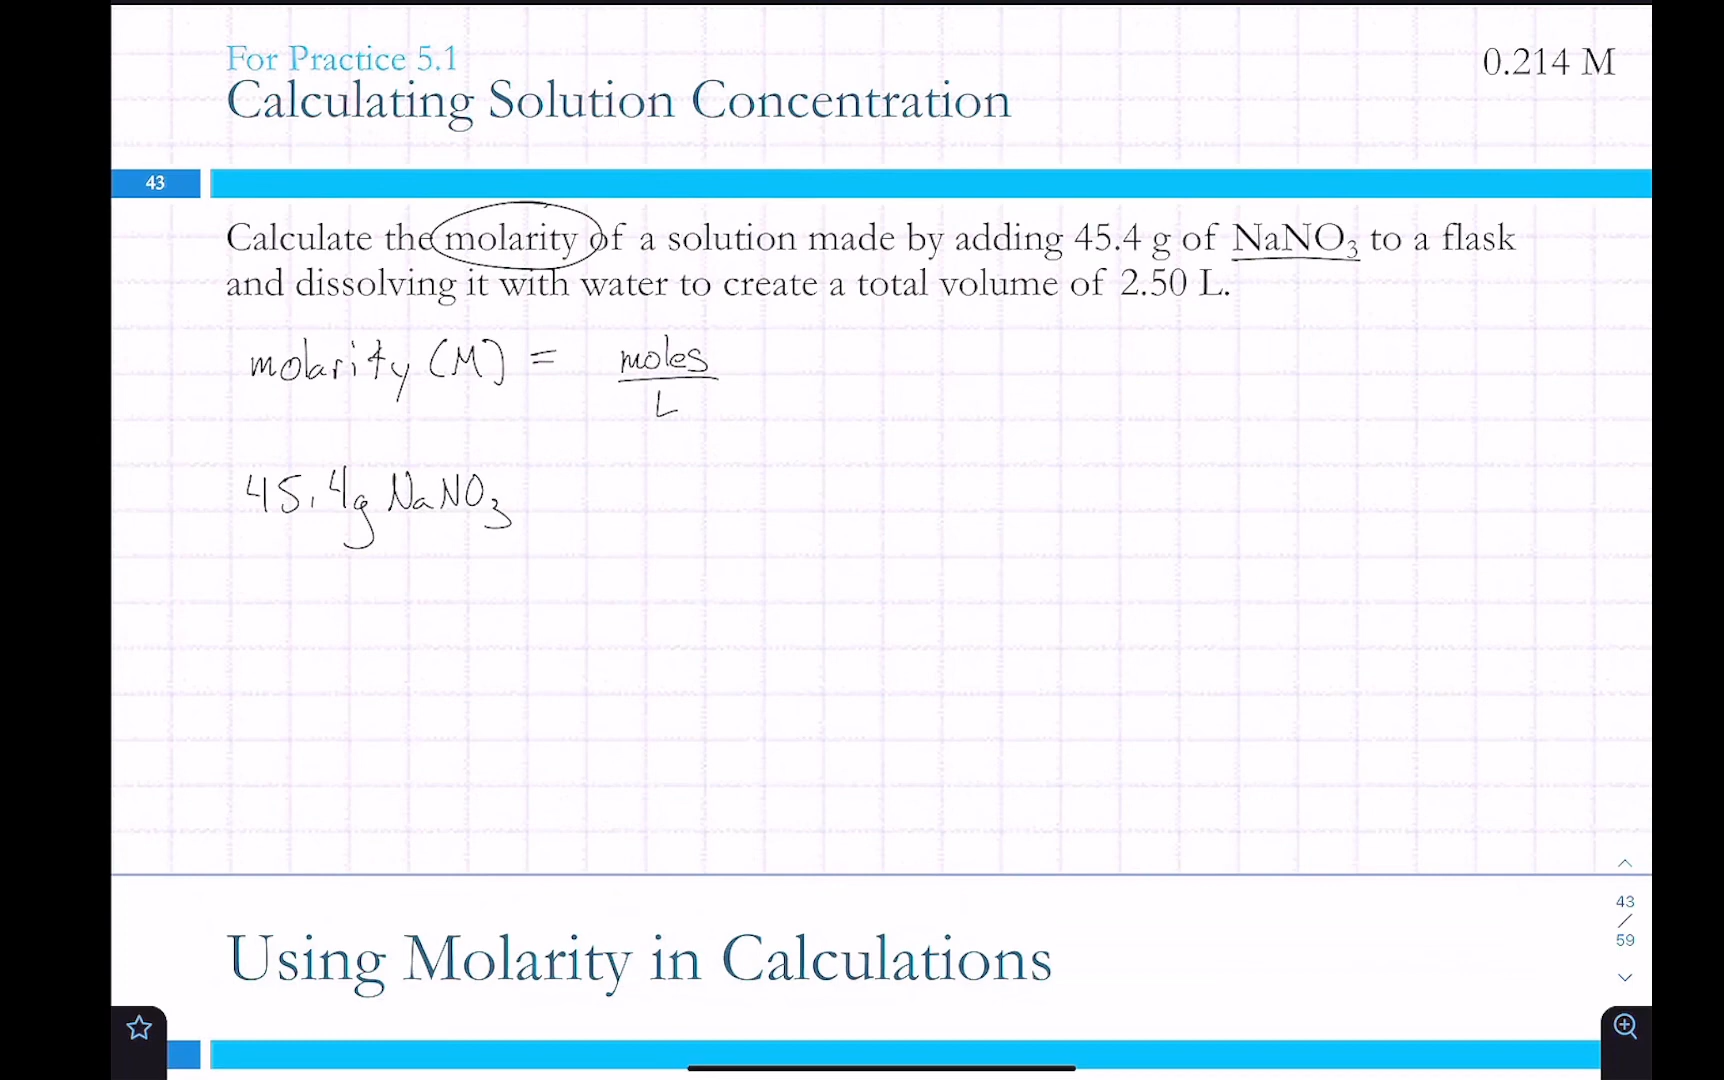 For Practice 5.1
0.214 M
Calculating Solution Concentration
43
Calculate the molarity of a solution made by adding 45.4 g of NaNO₃ to a flask
and dissolving it with water to create a total volume of 2.50 L.
molarity (M) = moles
L
45.4g NaNO₃
43
/
59
Using Molarity in Calculations